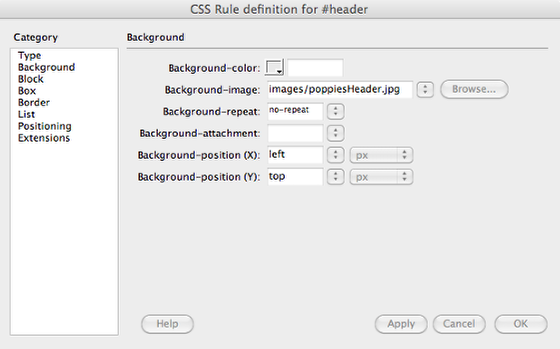 CSS Rule definition for #header
Category
Type
Background
Block
Box
Border
List
Positioning
Extensions
Background
Background-color:
Background-image: images/poppiesHeader.jpg Browse...
Background-repeat: no-repeat
Background-attachment:
Background-position (X): left px
Background-position (Y): top px
Help Apply Cancel OK